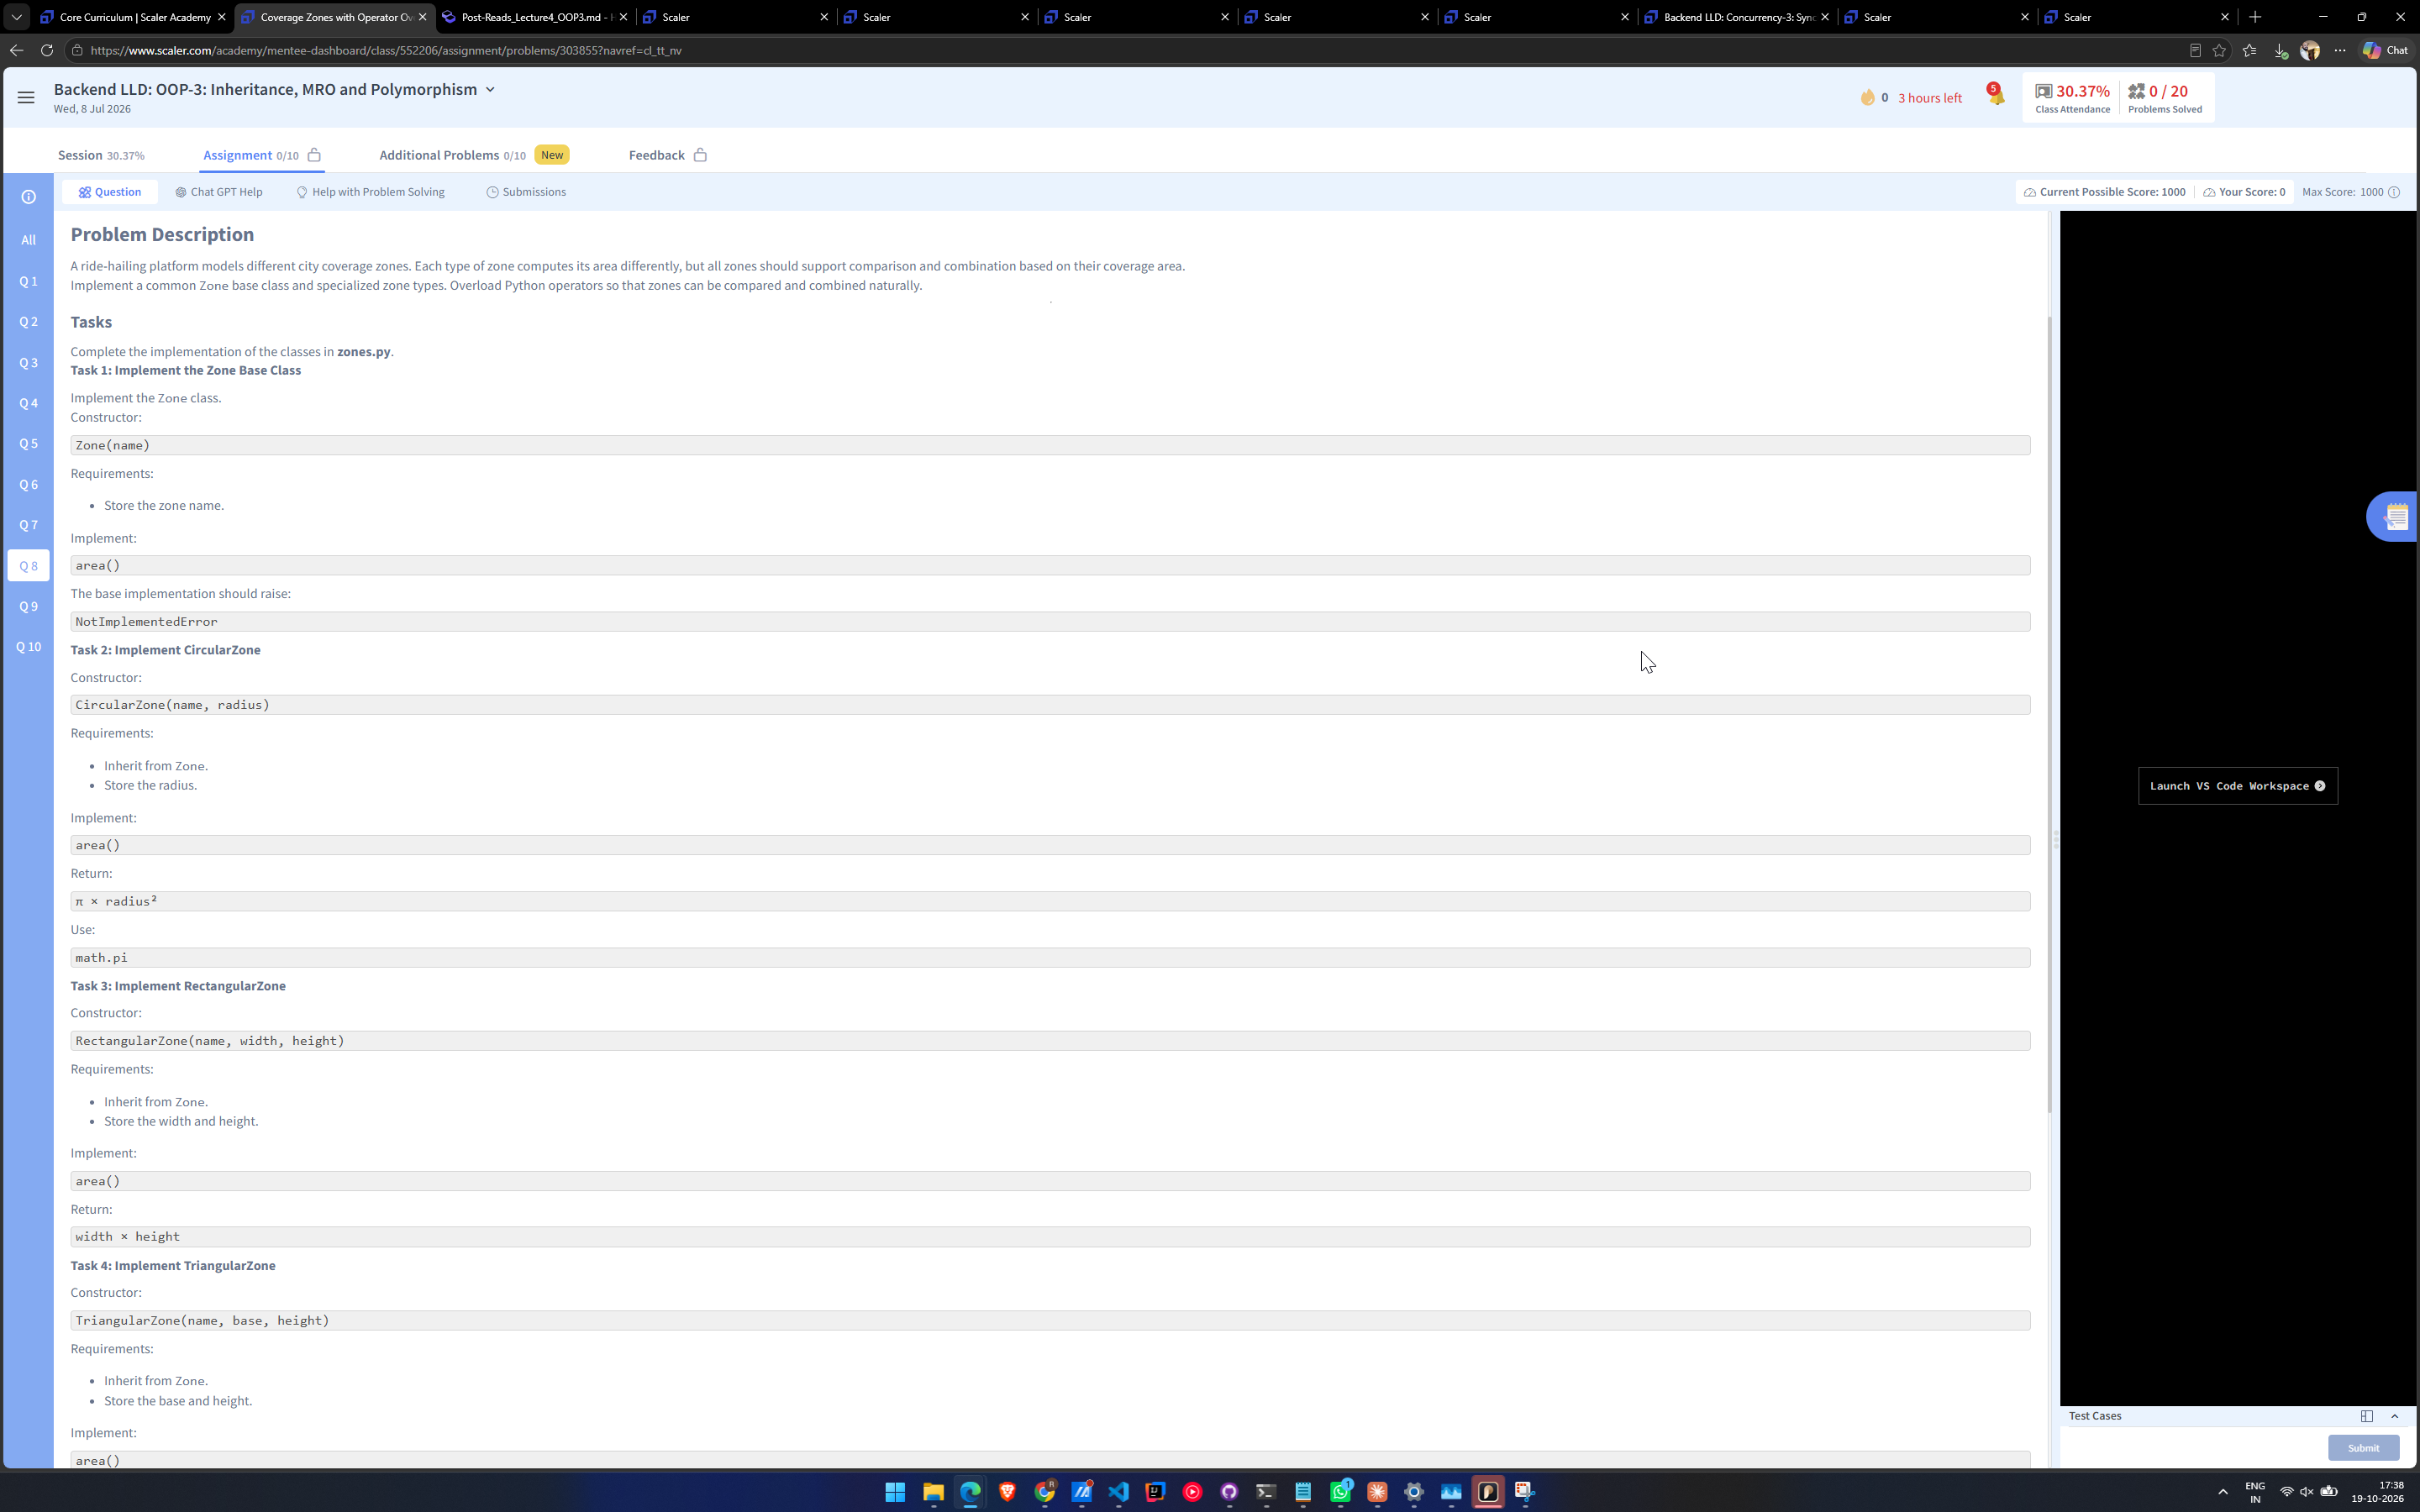 Core Curriculum | Scaler Academy
Coverage Zones with Operator Ov
Post-Reads_Lecture4_OOP3.md -
Scaler
Scaler
Scaler
Scaler
Scaler
Backend LLD: Concurrency-3: Sync
Scaler
Scaler
https://www.scaler.com/academy/mentee-dashboard/class/552206/assignment/problems/303855?navref=cl_tt_nv
Chat
Backend LLD: OOP-3: Inheritance, MRO and Polymorphism
Wed, 8 Jul 2026
0 3 hours left
5
30.37%
Class Attendance
0 / 20
Problems Solved
Session 30.37%
Assignment 0/10
Additional Problems 0/10 New
Feedback
Question
Chat GPT Help
Help with Problem Solving
Submissions
Current Possible Score: 1000
Your Score: 0
Max Score: 1000
All
Q 1
Q 2
Q 3
Q 4
Q 5
Q 6
Q 7
Q 8
Q 9
Q 10
Problem Description
A ride-hailing platform models different city coverage zones. Each type of zone computes its area differently, but all zones should support comparison and combination based on their coverage area.
Implement a common Zone base class and specialized zone types. Overload Python operators so that zones can be compared and combined naturally.
Tasks
Complete the implementation of the classes in zones.py.
Task 1: Implement the Zone Base Class
Implement the Zone class.
Constructor:
Zone(name)
Requirements:
• Store the zone name.
Implement:
area()
The base implementation should raise:
NotImplementedError
Task 2: Implement CircularZone
Constructor:
CircularZone(name, radius)
Requirements:
• Inherit from Zone.
• Store the radius.
Implement:
area()
Return:
π × radius²
Use:
math.pi
Task 3: Implement RectangularZone
Constructor:
RectangularZone(name, width, height)
Requirements:
• Inherit from Zone.
• Store the width and height.
Implement:
area()
Return:
width × height
Task 4: Implement TriangularZone
Constructor:
TriangularZone(name, base, height)
Requirements:
• Inherit from Zone.
• Store the base and height.
Implement:
area()
Launch VS Code Workspace
Test Cases
Submit
ENG
IN
17:38
19-10-2026